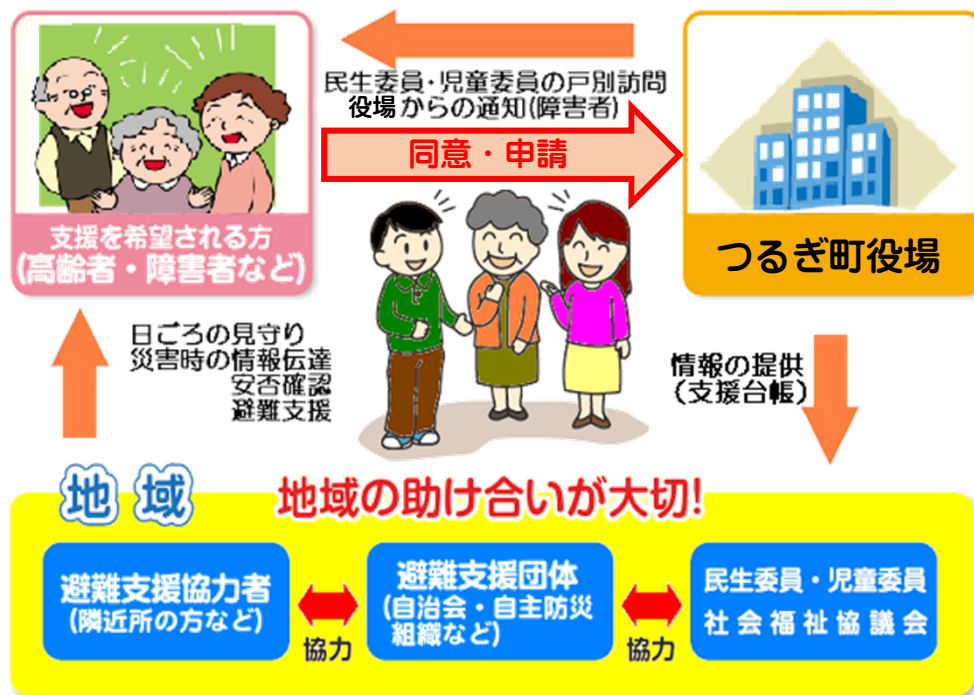 民生委員・児童委員の戸別訪問
役場からの通知(障害者)
同意・申請
支援を希望される方
(高齢者・障害者など)
つるぎ町役場
日ごろの見守り
災害時の情報伝達
安否確認
避難支援
情報の提供
(支援台帳)
地域
地域の助け合いが大切!
避難支援協力者
(隣近所の方など)
協力
避難支援団体
(自治会・自主防災
組織など)
協力
民生委員・児童委員
社会福祉協議会